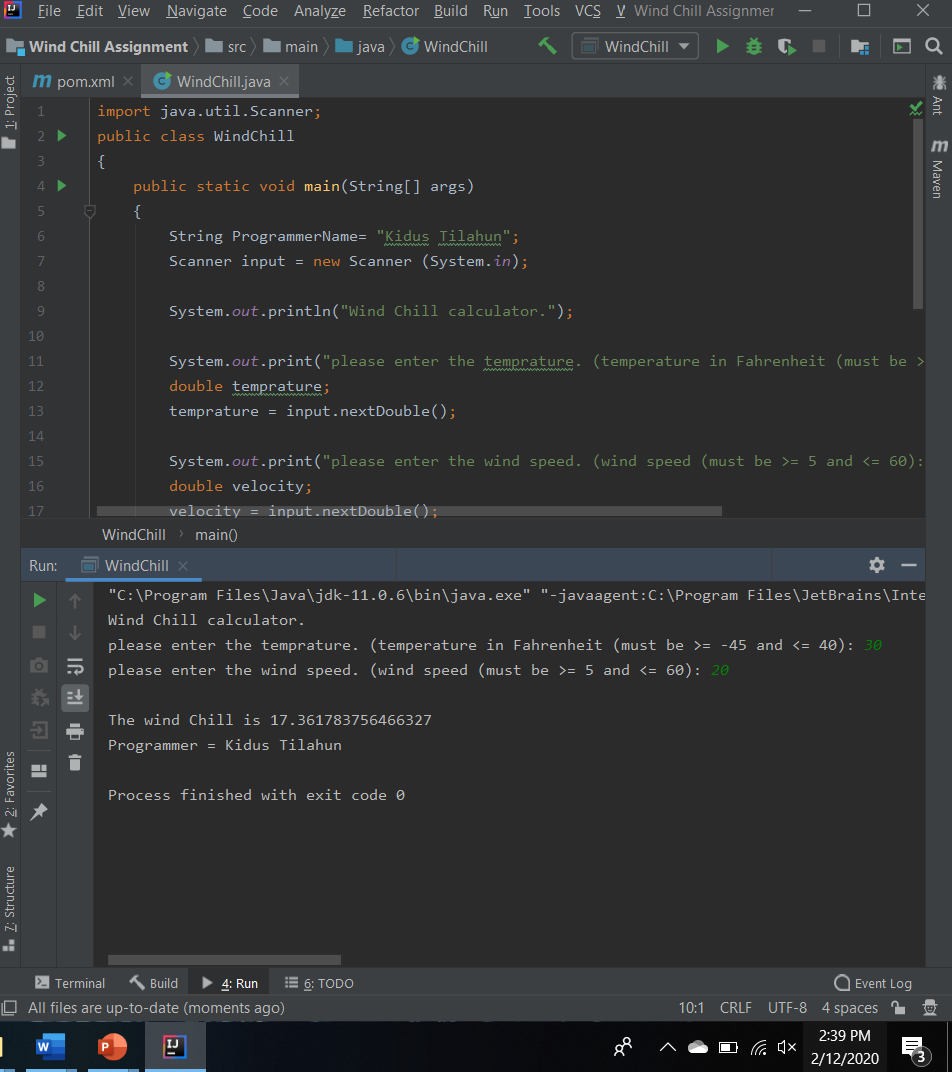 File Edit View Navigate Code Analyze Refactor Build Run Tools VCS V Wind Chill Assignmer
Wind Chill Assignment src main java WindChill WindChill
m pom.xml WindChill.java
1: Project
Ant
Maven
1 import java.util.Scanner;
2 public class WindChill
3 {
4 public static void main(String[] args)
5 {
6 String ProgrammerName= "Kidus Tilahun";
7 Scanner input = new Scanner (System.in);
8
9 System.out.println("Wind Chill calculator.");
10
11 System.out.print("please enter the temprature. (temperature in Fahrenheit (must be >
12 double temprature;
13 temprature = input.nextDouble();
14
15 System.out.print("please enter the wind speed. (wind speed (must be >= 5 and <= 60):
16 double velocity;
17 velocity = input.nextDouble();
WindChill main()
Run: WindChill
"C:\Program Files\Java\jdk-11.0.6\bin\java.exe" "-javaagent:C:\Program Files\JetBrains\Inte
Wind Chill calculator.
please enter the temprature. (temperature in Fahrenheit (must be >= -45 and <= 40): 30
please enter the wind speed. (wind speed (must be >= 5 and <= 60): 20
The wind Chill is 17.361783756466327
Programmer = Kidus Tilahun
Process finished with exit code 0
2: Favorites
7: Structure
Terminal Build 4: Run 6: TODO Event Log
All files are up-to-date (moments ago) 10:1 CRLF UTF-8 4 spaces
W P IJ 2:39 PM
2/12/2020 3